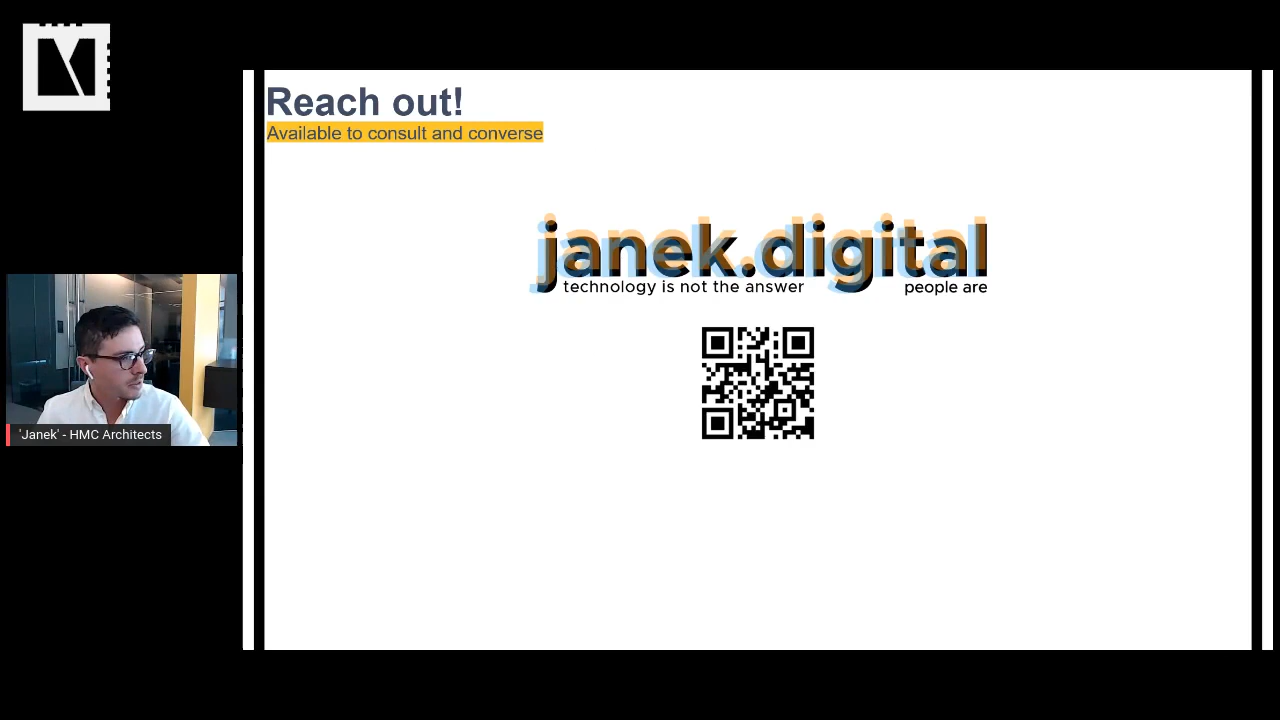 Reach out!
Available to consult and converse
janek.digital
technology is not the answer people are
'Janek' - HMC Architects